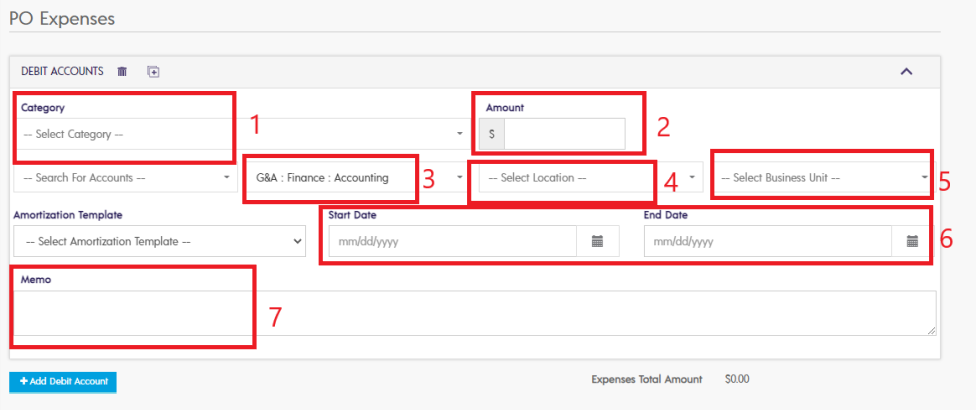 PO Expenses
DEBIT ACCOUNTS
Category
Amount
-- Select Category --
1
$
2
-- Search For Accounts --
G&A : Finance : Accounting
3
-- Select Location --
4
-- Select Business Unit --
5
Amortization Template
Start Date
End Date
-- Select Amortization Template --
mm/dd/yyyy
mm/dd/yyyy
6
Memo
7
+ Add Debit Account
Expenses Total Amount $0.00